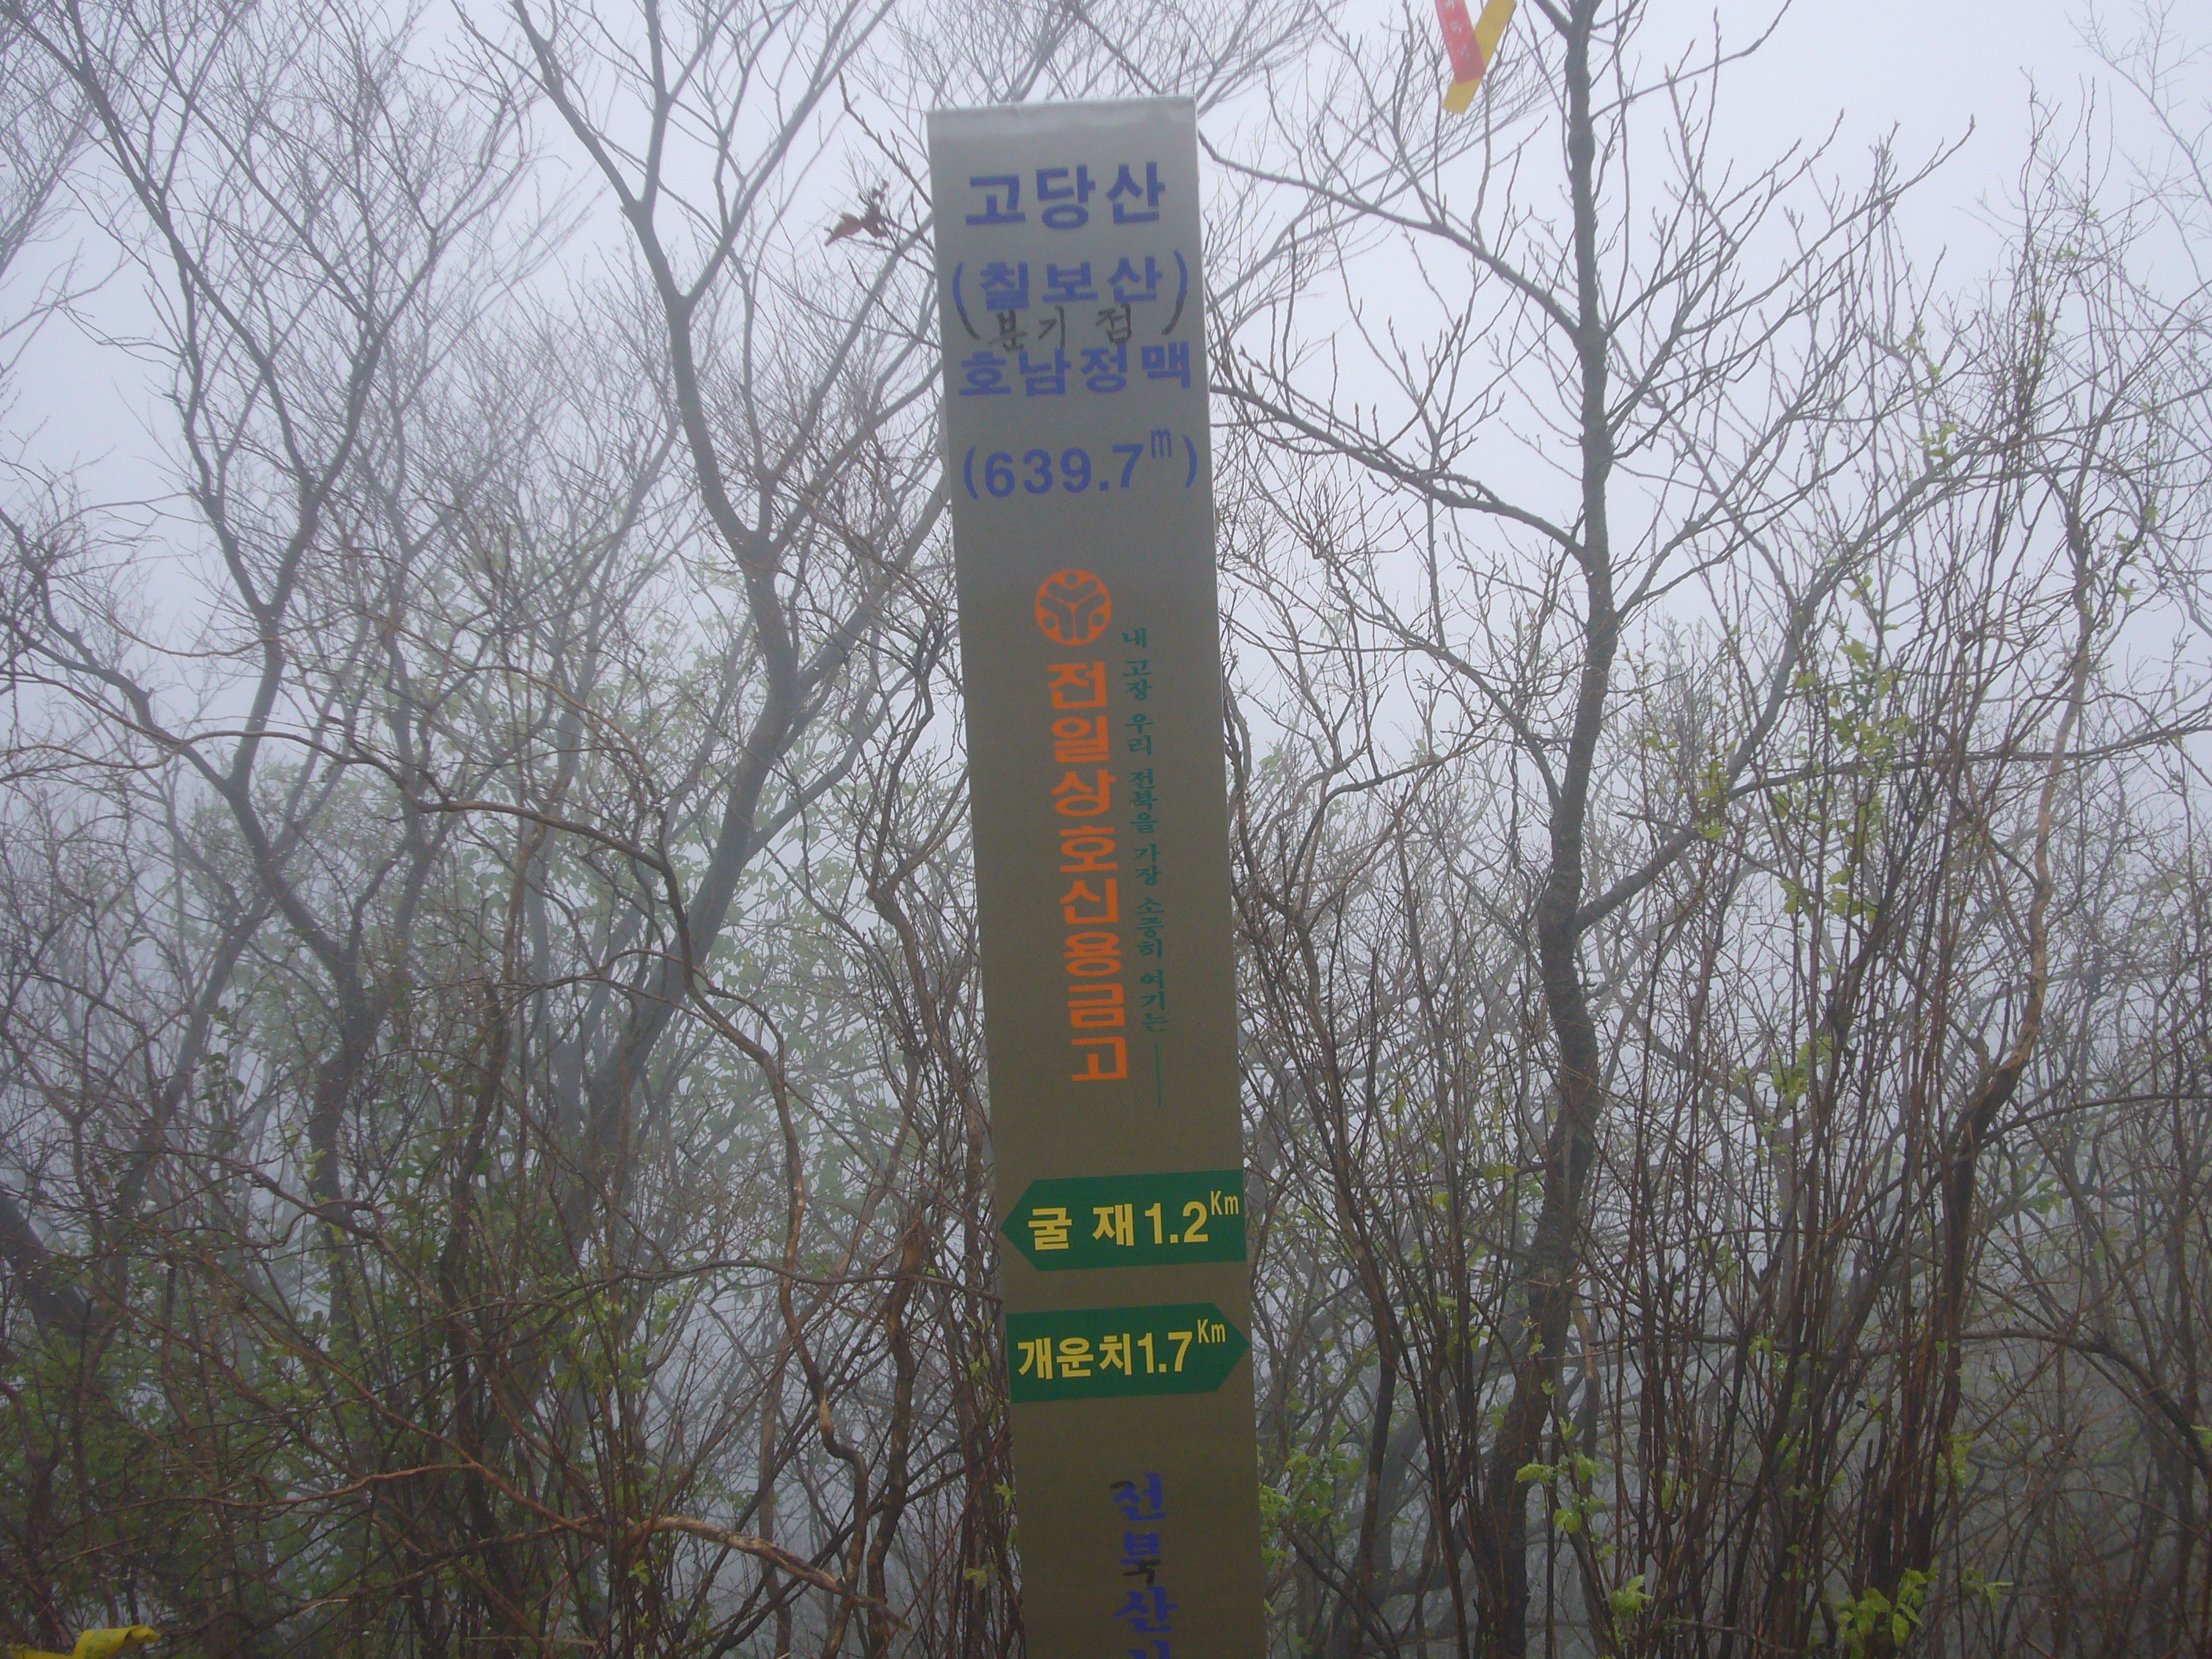 고당산
(칠보산)
(분기점)
호남정맥
(639.7m)
내 고장 우리 전북을 가장 소중히 여기는
전일상호신용금고
굴 재 1.2Km
개운치 1.7Km
전북산